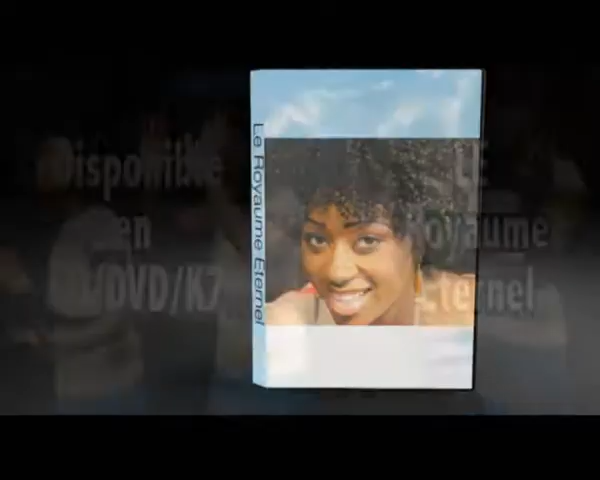 Disponible
en
/DVD/K7
Le Royaume Eternel
LE
Royaume
Eternel